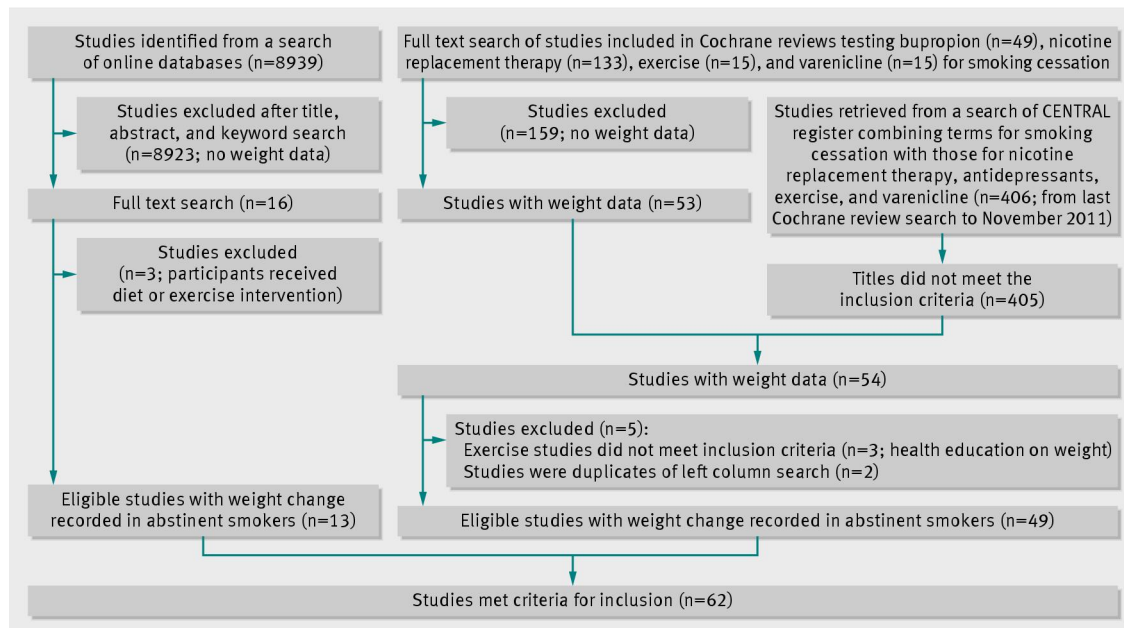 Studies identified from a search
of online databases (n=8939)
Studies excluded after title,
abstract, and keyword search
(n=8923; no weight data)
Full text search (n=16)
Studies excluded
(n=3; participants received
diet or exercise intervention)
Eligible studies with weight change
recorded in abstinent smokers (n=13)
Full text search of studies included in Cochrane reviews testing bupropion (n=49), nicotine
replacement therapy (n=133), exercise (n=15), and varenicline (n=15) for smoking cessation
Studies excluded
(n=159; no weight data)
Studies with weight data (n=53)
Studies retrieved from a search of CENTRAL
register combining terms for smoking
cessation with those for nicotine
replacement therapy, antidepressants,
exercise, and varenicline (n=406; from last
Cochrane review search to November 2011)
Titles did not meet the
inclusion criteria (n=405)
Studies with weight data (n=54)
Studies excluded (n=5):
Exercise studies did not meet inclusion criteria (n=3; health education on weight)
Studies were duplicates of left column search (n=2)
Eligible studies with weight change recorded in abstinent smokers (n=49)
Studies met criteria for inclusion (n=62)